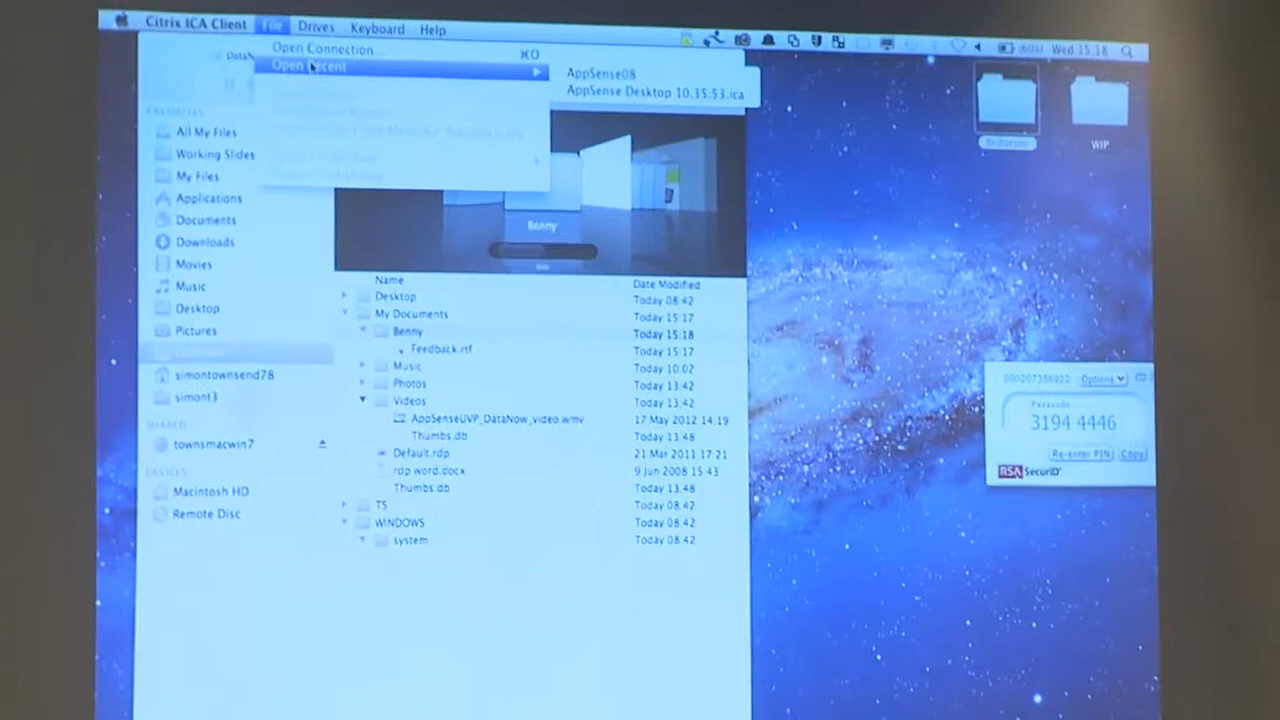 Citrix ICA Client File Drives Keyboard Help Wed 15:18
Open Connection... ⌘O
Open Recent
AppSense08
AppSense Desktop 10.35.53.ica
FAVORITES
All My Files
Working Slides
My Files
Applications
Documents
Downloads
Movies
Music
Desktop
Pictures
simontownsend78
simont3
SHARED
townsmacwin7
DEVICES
Macintosh HD
Remote Disc
Benny
Name Date Modified
Desktop Today 08:42
My Documents Today 15:17
Benny Today 15:18
Feedback.rtf Today 15:17
Music Today 10:02
Photos Today 13:42
Videos Today 13:42
AppSenseUVP_DataNow_video.wmv 17 May 2012 14:19
Thumbs.db Today 13:48
Default.rdp 21 Mar 2011 17:21
rdp word.docx 9 Jun 2008 15:43
Thumbs.db Today 13:48
TS Today 08:42
WINDOWS Today 08:42
system Today 08:42
WIP
000207356922 Options
Passcode:
3194 4446
Re-enter PIN Copy
RSA SecurID